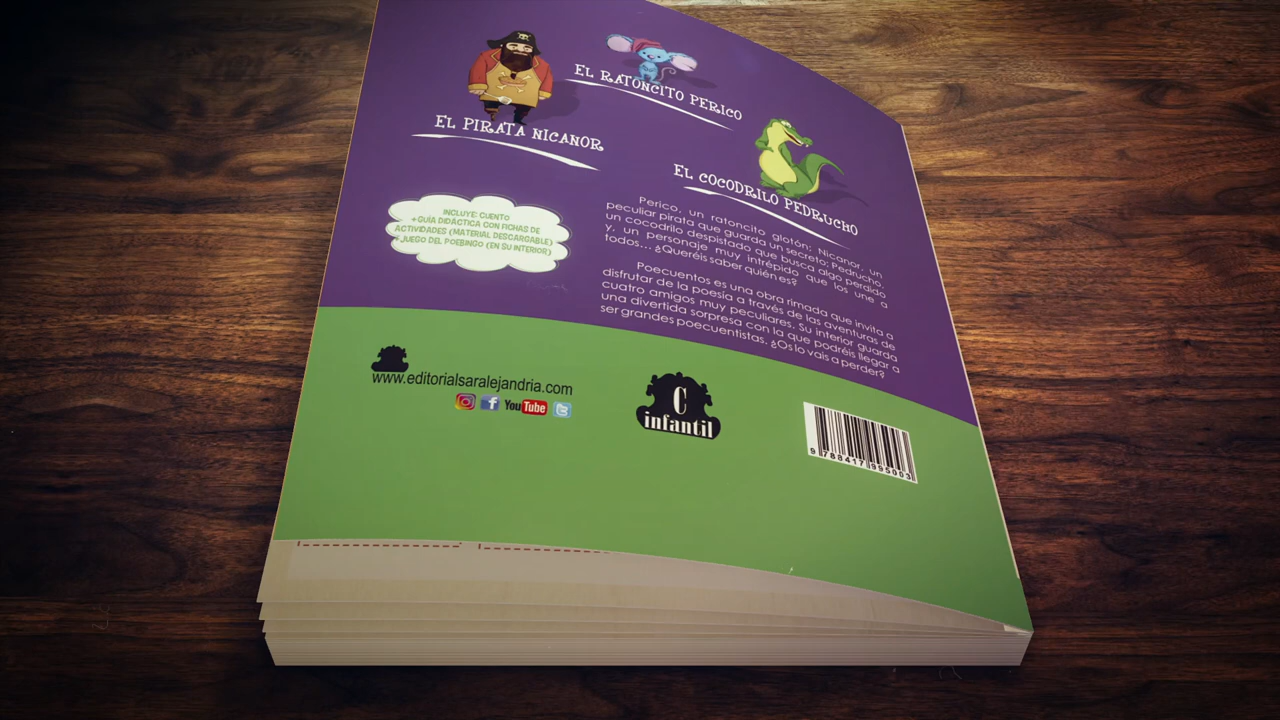 EL RATONCITO PERICO
EL PIRATA NICANOR
EL COCODRILO PEDRUCHO
INCLUYE: CUENTO
+GUÍA DIDÁCTICA CON FICHAS DE
ACTIVIDADES (MATERIAL DESCARGABLE)
+JUEGO DEL POEBINGO (EN SU INTERIOR)
Perico, un ratoncito glotón; Nicanor, un
peculiar pirata que guarda un secreto; Pedrucho,
un cocodrilo despistado que busca algo perdido
y, un personaje muy intrépido que los une a
todos... ¿Queréis saber quién es?
Poecuentos es una obra rimada que invita a
disfrutar de la poesía a través de las aventuras de
cuatro amigos muy peculiares. Su interior guarda
una divertida sorpresa con la que podréis llegar a
ser grandes poecuentistas. ¿Os lo vais a perder?
www.editorialsaralejandria.com
YouTube
C
infantil
9 788417 995003